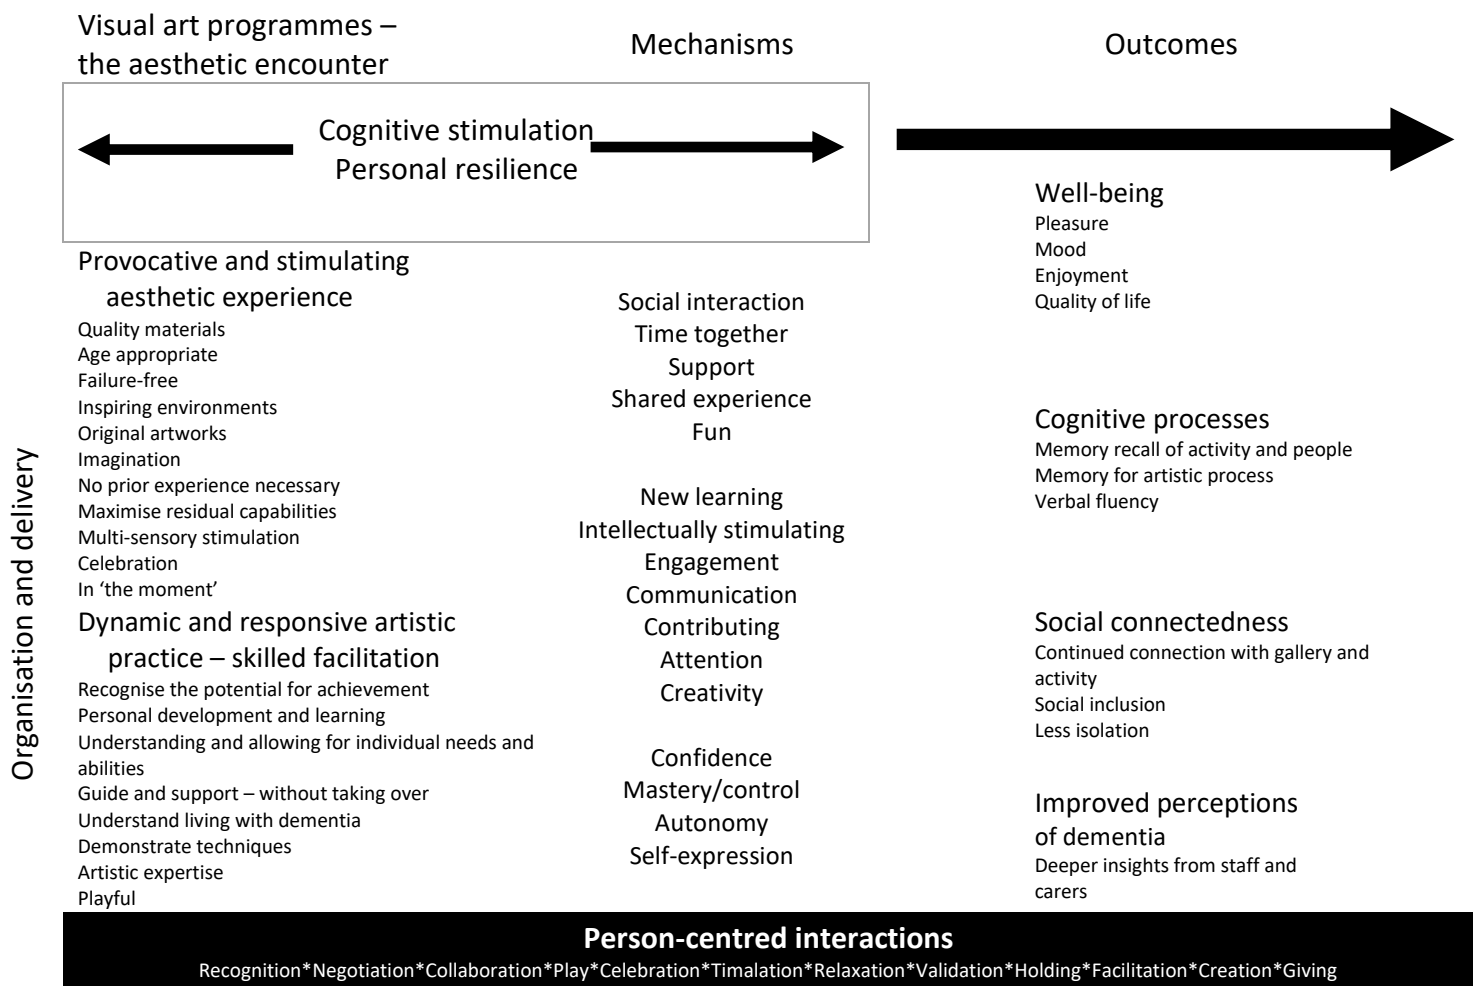 Visual art programmes –
the aesthetic encounter
Mechanisms
Outcomes
Cognitive stimulation
Personal resilience
Organisation and delivery
Provocative and stimulating
aesthetic experience
Quality materials
Age appropriate
Failure-free
Inspiring environments
Original artworks
Imagination
No prior experience necessary
Maximise residual capabilities
Multi-sensory stimulation
Celebration
In ‘the moment’
Dynamic and responsive artistic
practice – skilled facilitation
Recognise the potential for achievement
Personal development and learning
Understanding and allowing for individual needs and
abilities
Guide and support – without taking over
Understand living with dementia
Demonstrate techniques
Artistic expertise
Playful
Social interaction
Time together
Support
Shared experience
Fun
New learning
Intellectually stimulating
Engagement
Communication
Contributing
Attention
Creativity
Confidence
Mastery/control
Autonomy
Self-expression
Well-being
Pleasure
Mood
Enjoyment
Quality of life
Cognitive processes
Memory recall of activity and people
Memory for artistic process
Verbal fluency
Social connectedness
Continued connection with gallery and
activity
Social inclusion
Less isolation
Improved perceptions
of dementia
Deeper insights from staff and
carers
Person-centred interactions
Recognition*Negotiation*Collaboration*Play*Celebration*Timalation*Relaxation*Validation*Holding*Facilitation*Creation*Giving